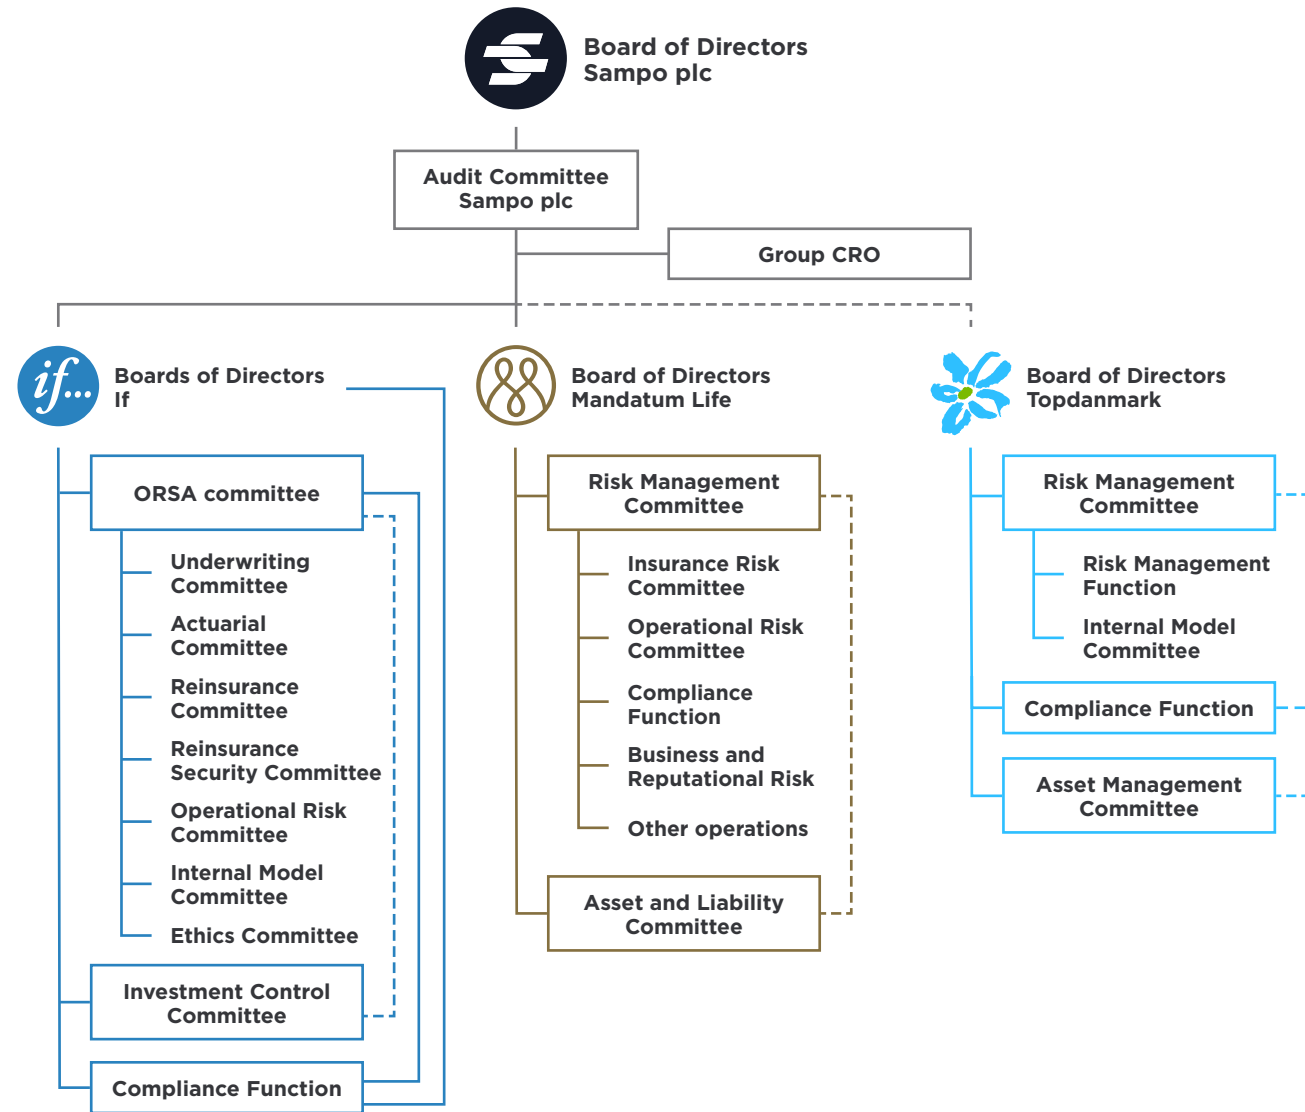 Board of Directors
Sampo plc
Audit Committee
Sampo plc
Group CRO
if...
Boards of Directors
If
ORSA committee
Underwriting
Committee
Actuarial
Committee
Reinsurance
Committee
Reinsurance
Security Committee
Operational Risk
Committee
Internal Model
Committee
Ethics Committee
Investment Control
Committee
Compliance Function
Board of Directors
Mandatum Life
Risk Management
Committee
Insurance Risk
Committee
Operational Risk
Committee
Compliance
Function
Business and
Reputational Risk
Other operations
Asset and Liability
Committee
Board of Directors
Topdanmark
Risk Management
Committee
Risk Management
Function
Internal Model
Committee
Compliance Function
Asset Management
Committee